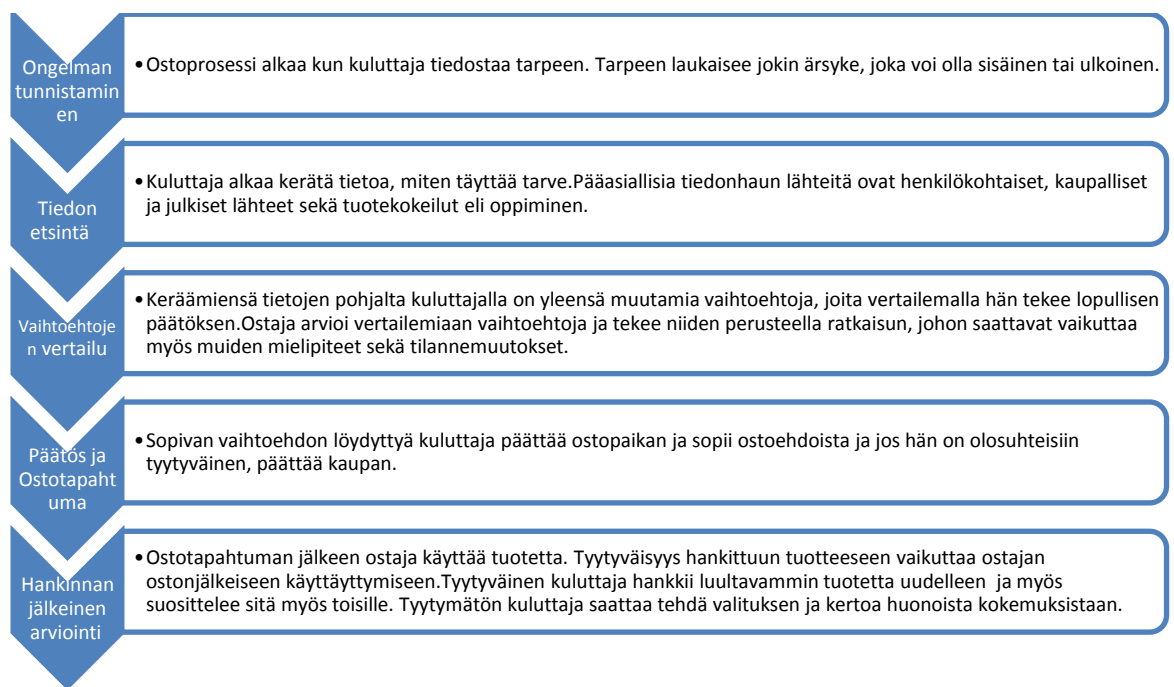 Ongelman
tunnistamin
en
•Ostoprosessi alkaa kun kuluttaja tiedostaa tarpeen. Tarpeen laukaisee jokin ärsyke, joka voi olla sisäinen tai ulkoinen.
Tiedon
etsintä
•Kuluttaja alkaa kerätä tietoa, miten täyttää tarve.Pääasiallisia tiedonhaun lähteitä ovat henkilökohtaiset, kaupalliset
ja julkiset lähteet sekä tuotekokeilut eli oppiminen.
Vaihtoehtoje
n vertailu
•Keräämiensä tietojen pohjalta kuluttajalla on yleensä muutamia vaihtoehtoja, joita vertailemalla hän tekee lopullisen
päätöksen.Ostaja arvioi vertailemiaan vaihtoehtoja ja tekee niiden perusteella ratkaisun, johon saattavat vaikuttaa
myös muiden mielipiteet sekä tilannemuutokset.
Päätös ja
Ostotapaht
uma
•Sopivan vaihtoehdon löydyttyä kuluttaja päättää ostopaikan ja sopii ostoehdoista ja jos hän on olosuhteisiin
tyytyväinen, päättää kaupan.
Hankinnan
jälkeinen
arviointi
•Ostotapahtuman jälkeen ostaja käyttää tuotetta. Tyytyväisyys hankittuun tuotteeseen vaikuttaa ostajan
ostonjälkeiseen käyttäyttymiseen.Tyytyväinen kuluttaja hankkii luultavammin tuotetta uudelleen  ja myös
suosittelee sitä myös toisille. Tyytymätön kuluttaja saattaa tehdä valituksen ja kertoa huonoista kokemuksistaan.